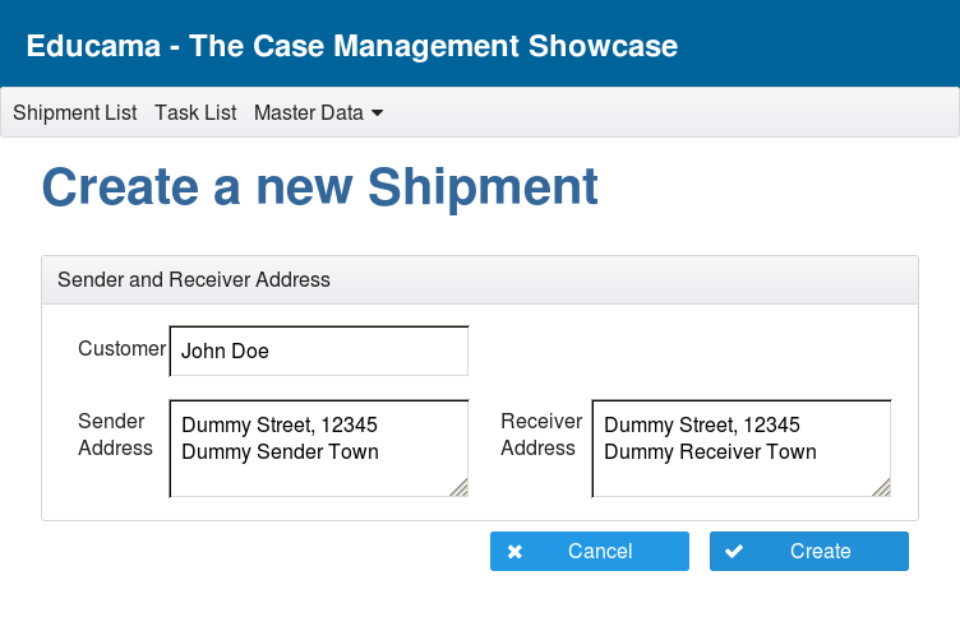 Educama - The Case Management Showcase
Shipment List Task List Master Data
Create a new Shipment
Sender and Receiver Address
Customer John Doe
Sender Address
Dummy Street, 12345
Dummy Sender Town
Receiver Address
Dummy Street, 12345
Dummy Receiver Town
Cancel Create